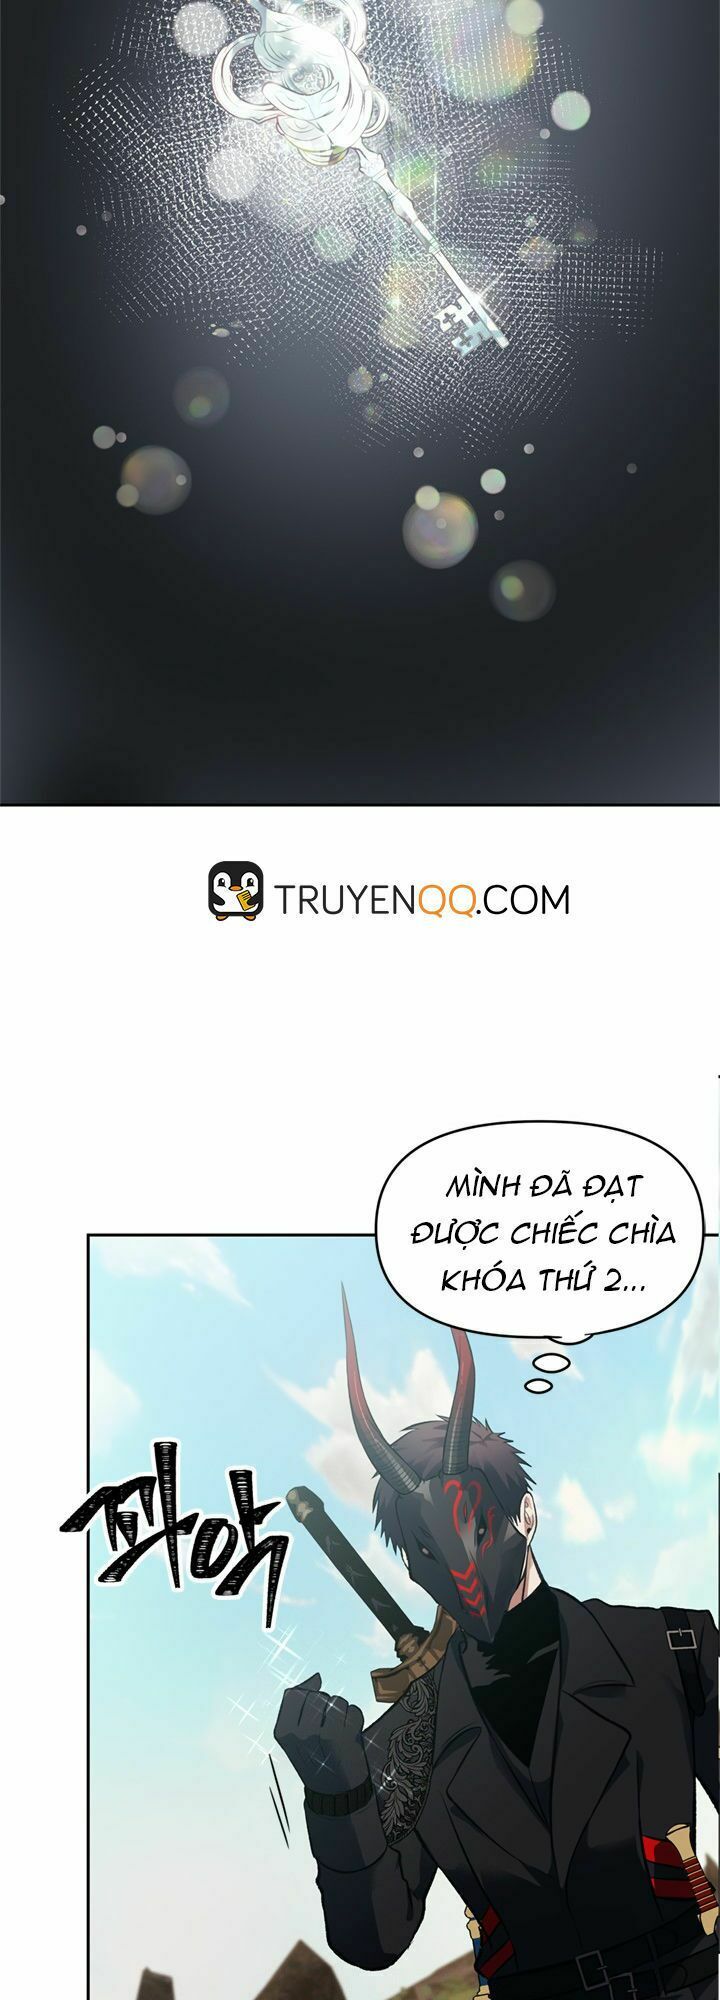 TRUYENQQ.COM
MÌNH ĐÃ ĐẠT
ĐƯỢC CHIẾC CHÌA
KHÓA THỨ 2...
파앗